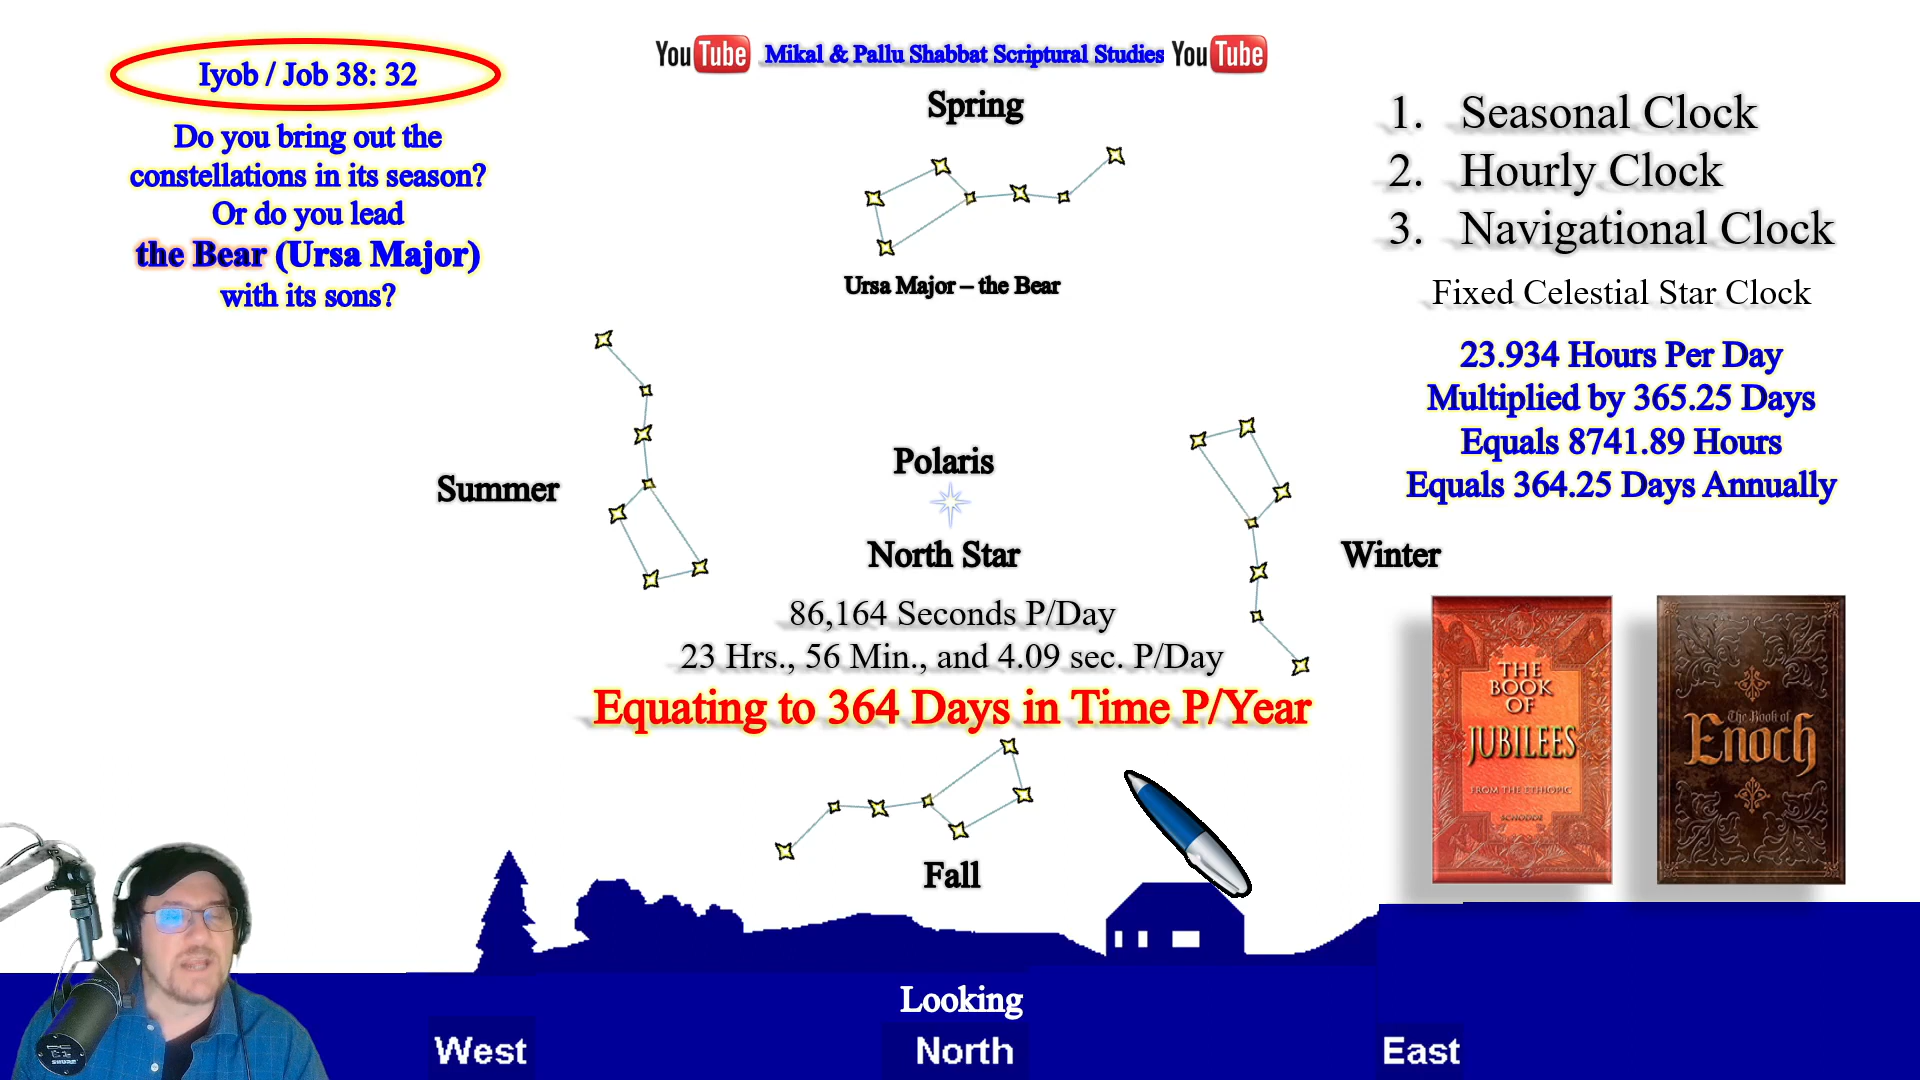 Iyob / Job 38: 32
Do you bring out the
constellations in its season?
Or do you lead
the Bear (Ursa Major)
with its sons?
YouTube Mikal & Pallu Shabbat Scriptural Studies YouTube
Spring
Ursa Major – the Bear
Summer
Polaris
North Star
Winter
86,164 Seconds P/Day
23 Hrs., 56 Min., and 4.09 sec. P/Day
Equating to 364 Days in Time P/Year
Fall
1. Seasonal Clock
2. Hourly Clock
3. Navigational Clock
Fixed Celestial Star Clock
23.934 Hours Per Day
Multiplied by 365.25 Days
Equals 8741.89 Hours
Equals 364.25 Days Annually
THE
BOOK
OF
JUBILEES
FROM THE ETHIOPIC
SCHODDE
The Book of
Enoch
Looking
West
North
East
SHURE